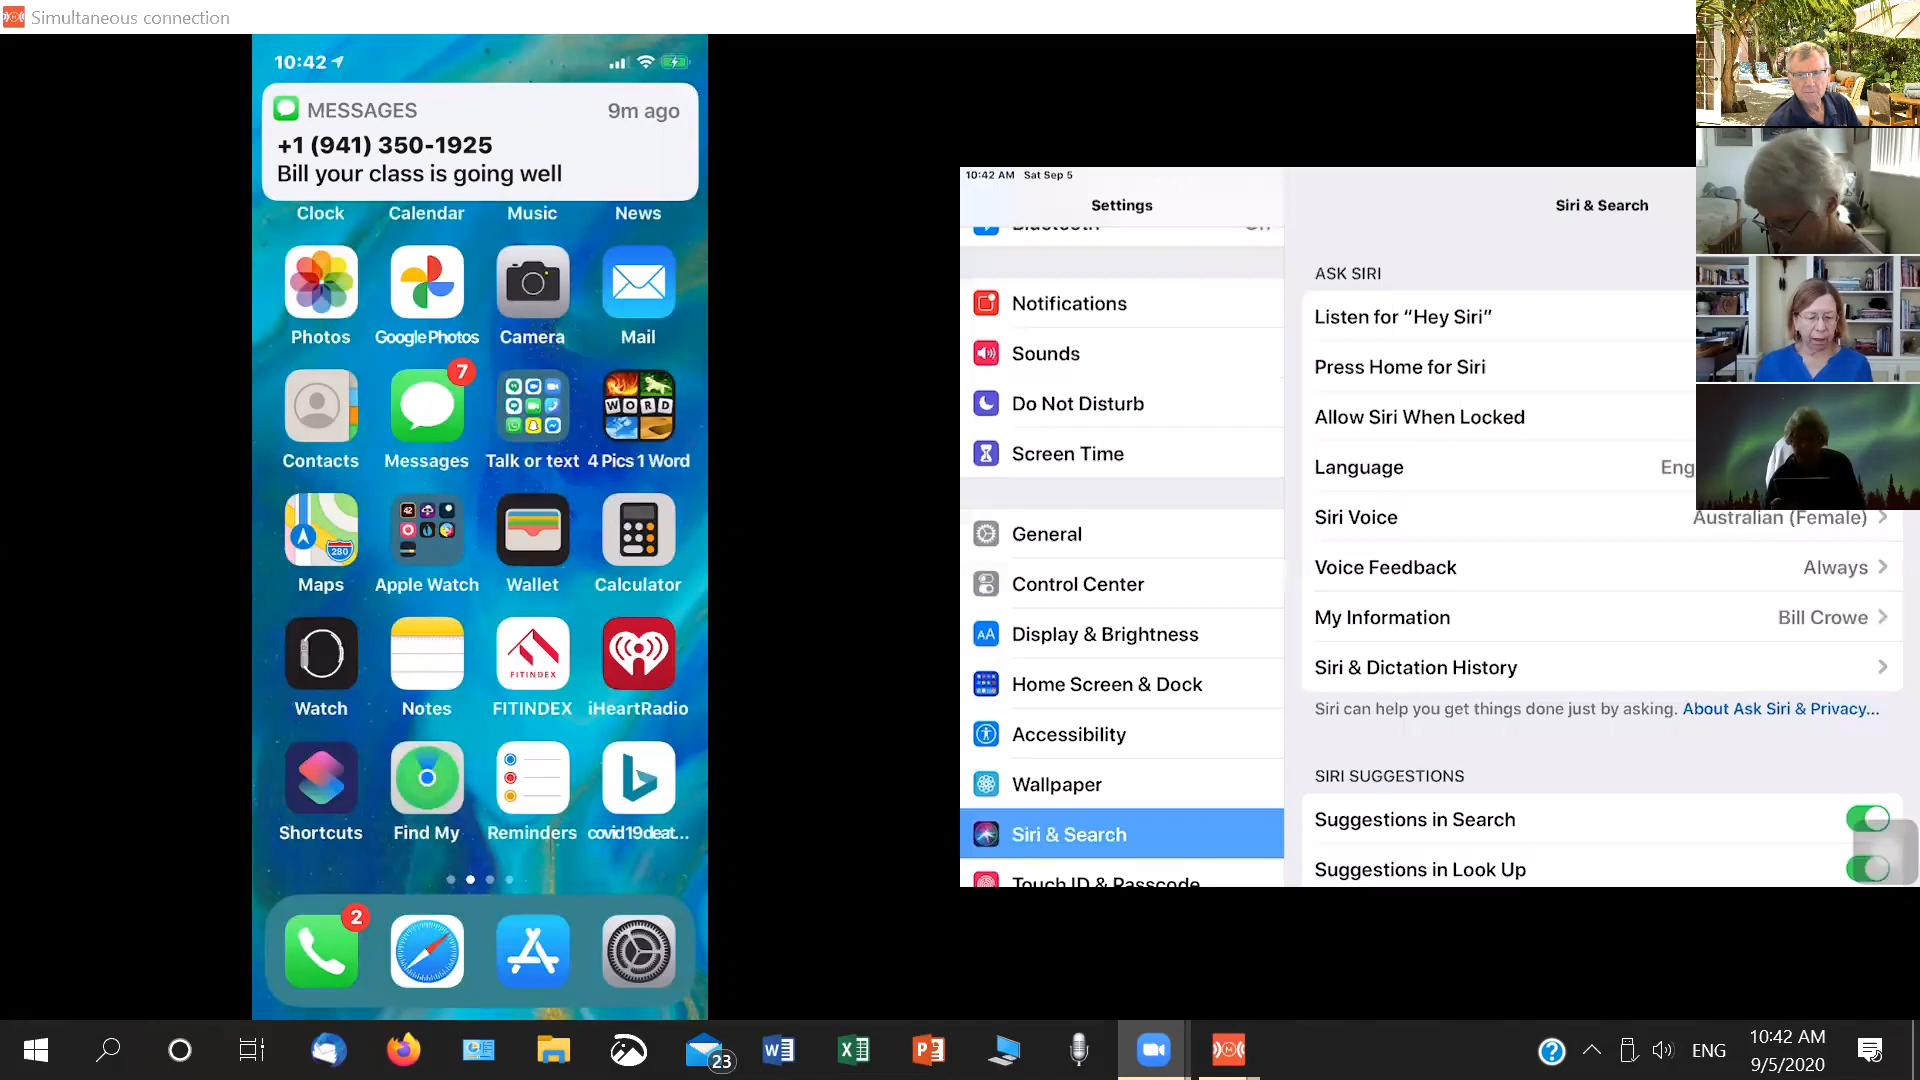 Simultaneous connection
10:42
MESSAGES 9m ago
+1 (941) 350-1925
Bill your class is going well
Clock Calendar Music News
Photos Google Photos Camera Mail
7
WORD
Contacts Messages Talk or text 4 Pics 1 Word
280
42
Maps Apple Watch Wallet Calculator
FITINDEX
Watch Notes FITINDEX iHeartRadio
Shortcuts Find My Reminders covid19deat...
2
10:42 AM Sat Sep 5
Settings
Bluetooth Off
Notifications
Sounds
Do Not Disturb
Screen Time
General
Control Center
AA Display & Brightness
Home Screen & Dock
Accessibility
Wallpaper
Siri & Search
Touch ID & Passcode
Siri & Search
ASK SIRI
Listen for “Hey Siri”
Press Home for Siri
Allow Siri When Locked
Language Eng
Siri Voice Australian (Female)
Voice Feedback Always
My Information Bill Crowe
Siri & Dictation History
Siri can help you get things done just by asking. About Ask Siri & Privacy...
SIRI SUGGESTIONS
Suggestions in Search
Suggestions in Look Up
23
ENG
10:42 AM
9/5/2020